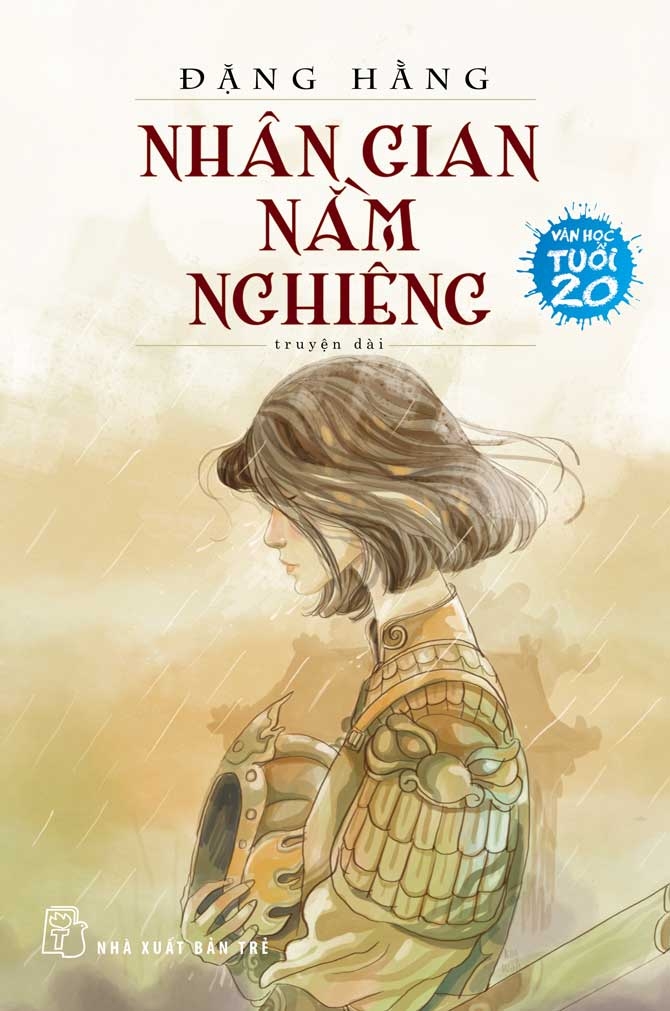 ĐẶNG HẰNG
NHÂN GIAN
NẰM
NGHIÊNG
truyện dài
VĂN HỌC
TUỔI
20
NHÀ XUẤT BẢN TRẺ